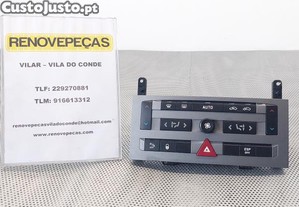 CustoJusto.pt
RENOVEPEÇAS
VILAR – VILA DO CONDE
TLF: 229270881
TLM: 916613312
renovepecasviladoconde@hotmail.com
www.renovepecas.com
AUTO
ESP
OFF